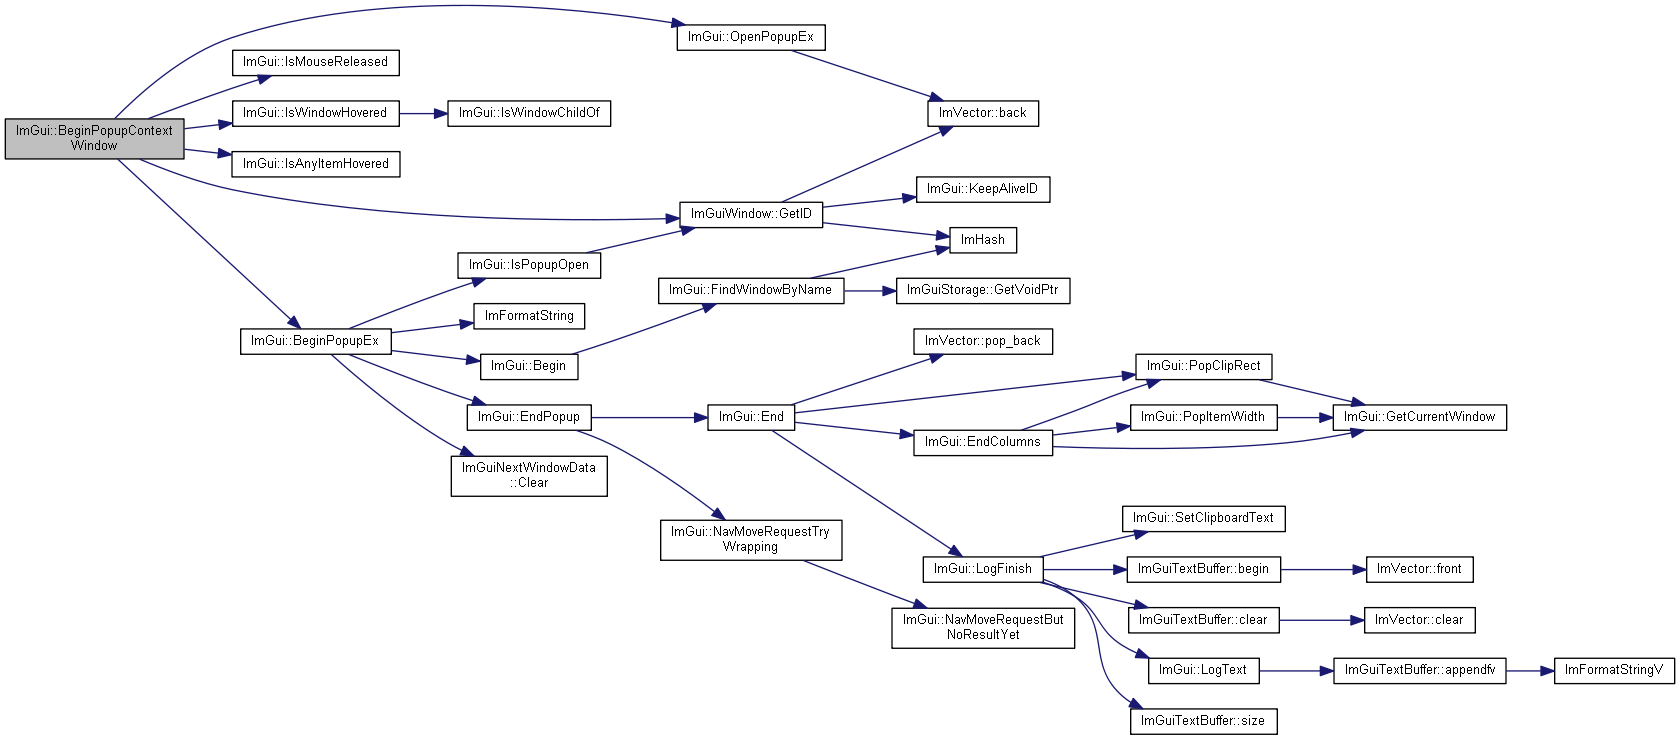 ImGui::OpenPopupEx
ImGui::IsMouseReleased
ImGui::BeginPopupContext
Window
ImGui::IsWindowHovered
ImGui::IsWindowChildOf
ImVector::back
ImGui::IsAnyItemHovered
ImGui::KeepAliveID
ImGuiWindow::GetID
ImHash
ImGui::IsPopupOpen
ImGui::FindWindowByName
ImGuiStorage::GetVoidPtr
ImFormatString
ImGui::BeginPopupEx
ImVector::pop_back
ImGui::Begin
ImGui::PopClipRect
ImGui::EndPopup
ImGui::End
ImGui::PopItemWidth
ImGui::GetCurrentWindow
ImGui::EndColumns
ImGuiNextWindowData
::Clear
ImGui::SetClipboardText
ImGui::NavMoveRequestTry
Wrapping
ImGui::LogFinish
ImGuiTextBuffer::begin
ImVector::front
ImGui::NavMoveRequestBut
NoResultYet
ImGuiTextBuffer::clear
ImVector::clear
ImGui::LogText
ImGuiTextBuffer::appendfv
ImFormatStringV
ImGuiTextBuffer::size